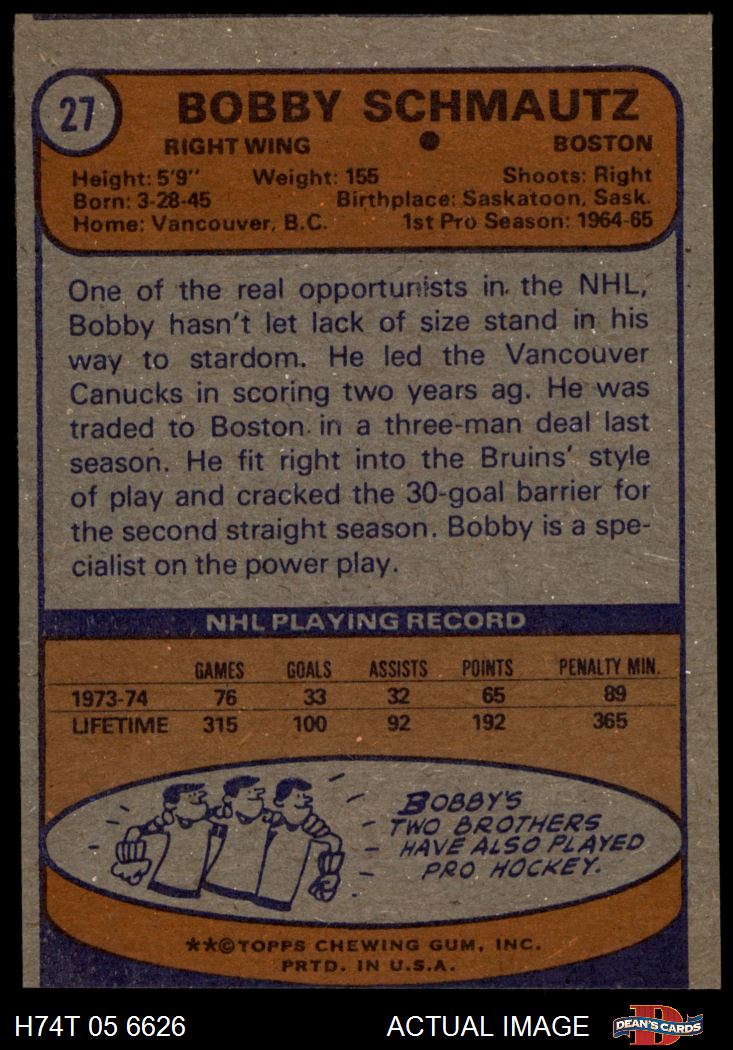 27
BOBBY SCHMAUTZ
RIGHT WING • BOSTON
Height: 5'9" Weight: 155 Shoots: Right
Born: 3-28-45 Birthplace: Saskatoon, Sask.
Home: Vancouver, B.C. 1st Pro Season: 1964-65
One of the real opportunists in the NHL,
Bobby hasn't let lack of size stand in his
way to stardom. He led the Vancouver
Canucks in scoring two years ag. He was
traded to Boston in a three-man deal last
season. He fit right into the Bruins' style
of play and cracked the 30-goal barrier for
the second straight season. Bobby is a spe-
cialist on the power play.
NHL PLAYING RECORD
GAMES GOALS ASSISTS POINTS PENALTY MIN.
1973-74 76 33 32 65 89
LIFETIME 315 100 92 192 365
BOBBY'S
TWO BROTHERS
HAVE ALSO PLAYED
PRO HOCKEY.
**©TOPPS CHEWING GUM, INC.
PRTD. IN U.S.A.
H74T 05 6626 ACTUAL IMAGE DEAN'S CARDS